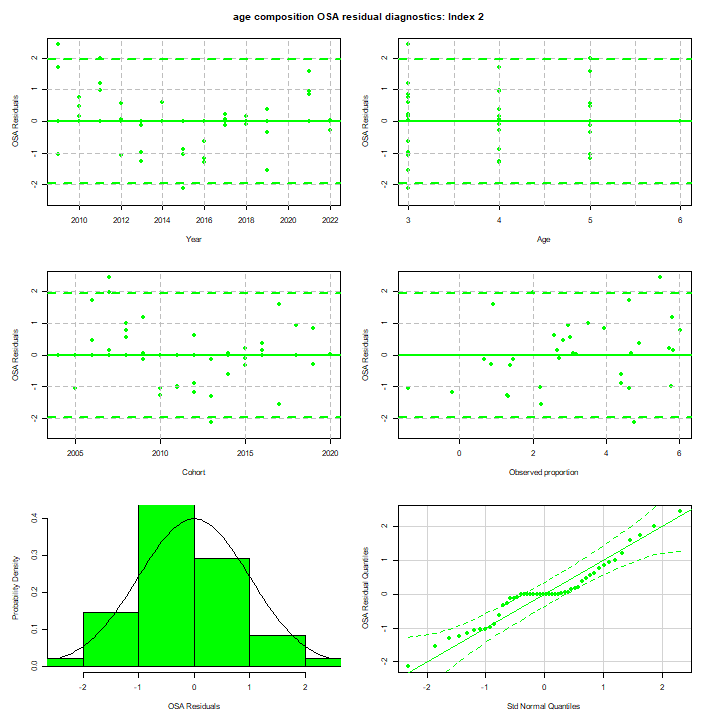 age composition OSA residual diagnostics: Index 2
OSA Residuals
2
1
0
-1
-2
2010 2012 2014 2016 2018 2020 2022
Year
OSA Residuals
2
1
0
-1
-2
3 4 5 6
Age
OSA Residuals
2
1
0
-1
-2
2005 2010 2015 2020
Cohort
OSA Residuals
2
1
0
-1
-2
0 2 4 6
Observed proportion
Probability Density
0.4
0.3
0.2
0.1
0.0
-2 -1 0 1 2
OSA Residuals
OSA Residual Quantiles
2
1
0
-1
-2
-2 -1 0 1 2
Std Normal Quantiles